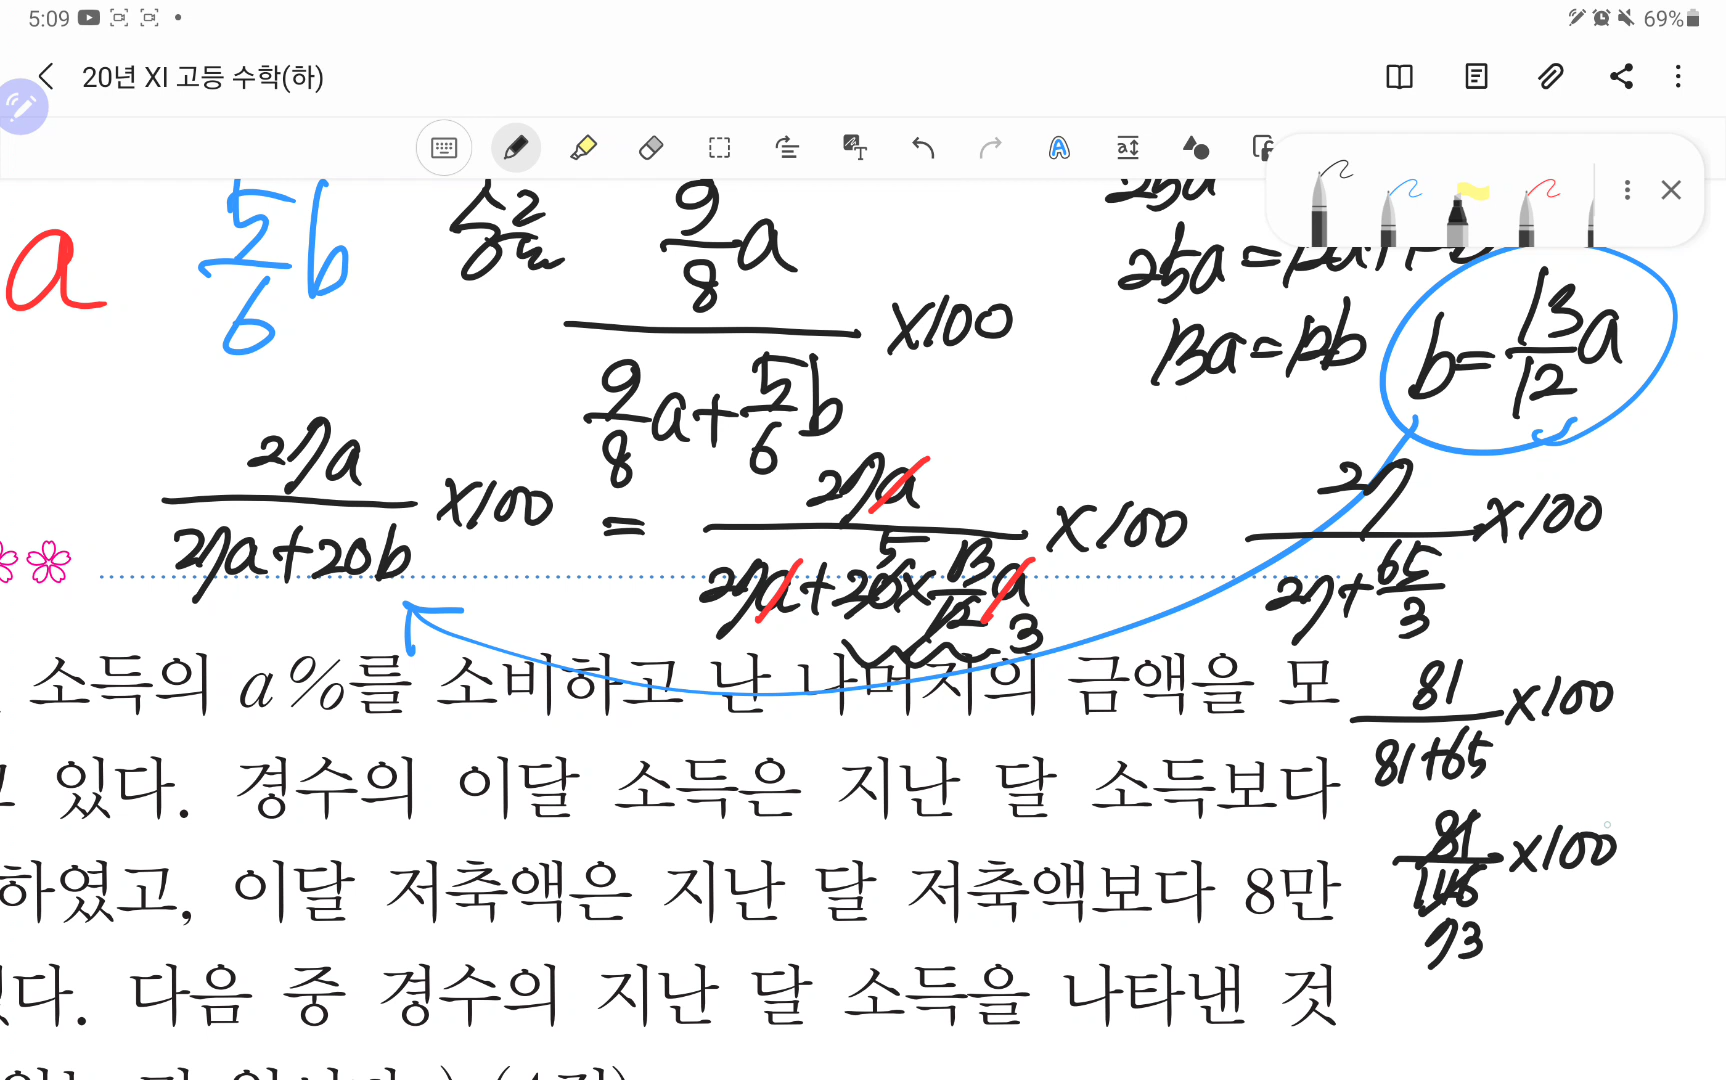 5:09 69%
20년 XI 고등 수학(하)
a 5/6 b 9/8 a
25a = 12a+12b
×100
9/8 a + 5/6 b
13a = 12b b = 13/12 a
27a/(27a+20b) ×100 = 27a/(27a+20×13/12 a) ×100 27/(27+65/3) ×100
5 3
소득의 a%를 소비하고 난 나머지의 금액을 모
81/(81+65) ×100
있다. 경수의 이달 소득은 지난 달 소득보다
81/146 ×100
73
하였고, 이달 저축액은 지난 달 저축액보다 8만
다. 다음 중 경수의 지난 달 소득을 나타낸 것